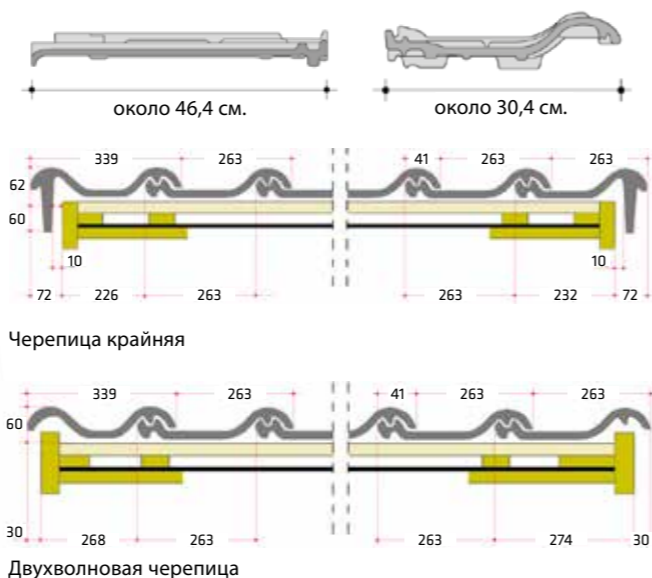 около 46,4 см. около 30,4 см.
339 263 41 263 263
62
60
10 10
72 226 263 263 232 72
Черепица крайняя
339 263 41 263 263
60
30 268 263 263 274 30
Двухволновая черепица